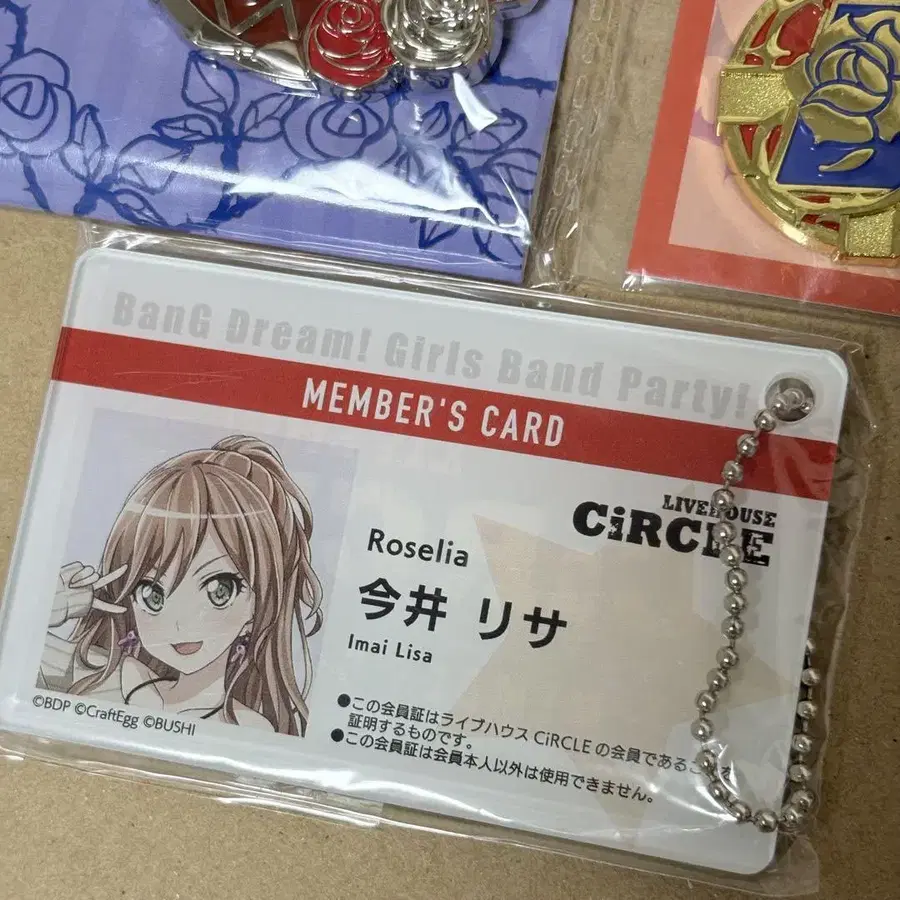 BanG Dream! Girls Band Party!
MEMBER'S CARD
LIVEHOUSE
CiRCLE
Roselia
今井 リサ
Imai Lisa
©BDP ©CraftEgg ©BUSHI
●この会員証はライブハウス CiRCLE の会員であることを
証明するものです。
●この会員証は会員本人以外は使用できません。